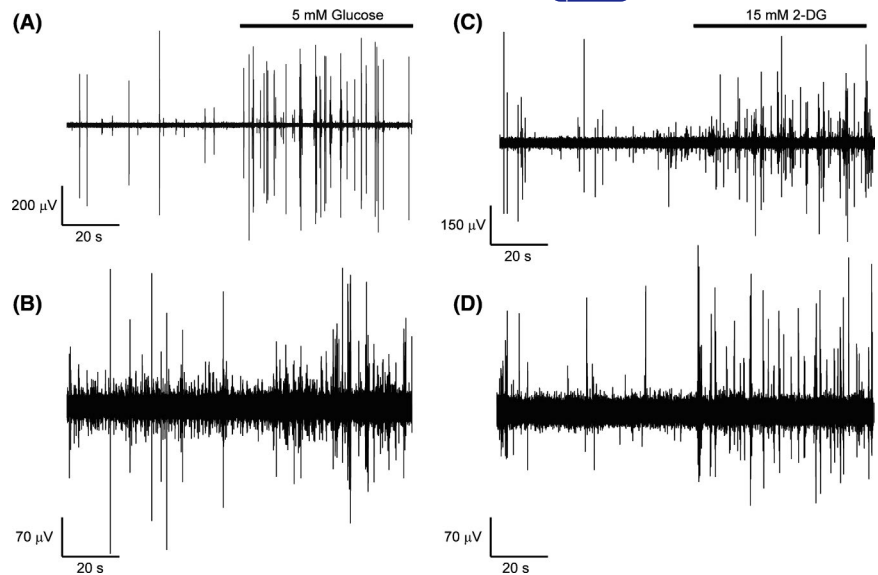 (A)
5 mM Glucose
200 μV
20 s
(B)
70 μV
20 s
(C)
15 mM 2-DG
150 μV
20 s
(D)
70 μV
20 s